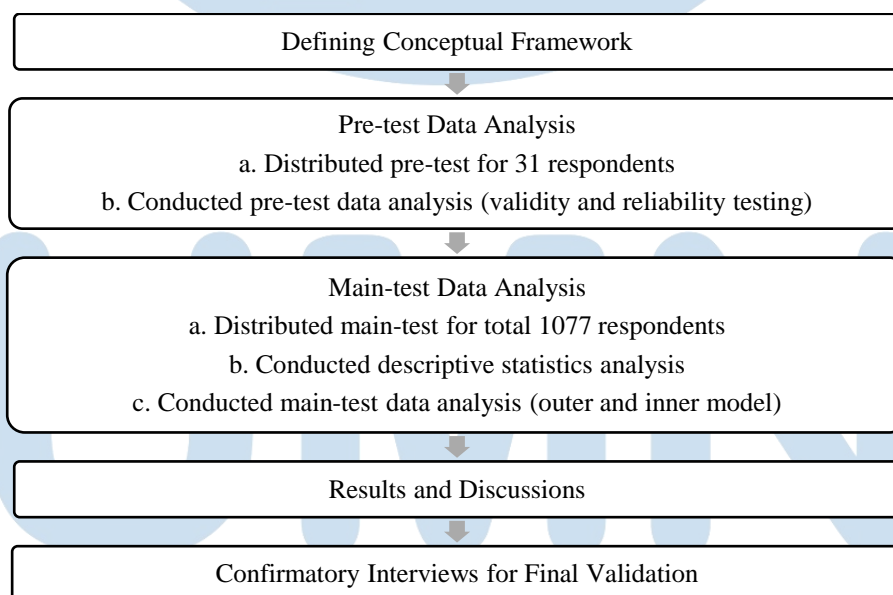 Defining Conceptual Framework
Pre-test Data Analysis
a. Distributed pre-test for 31 respondents
b. Conducted pre-test data analysis (validity and reliability testing)
Main-test Data Analysis
a. Distributed main-test for total 1077 respondents
b. Conducted descriptive statistics analysis
c. Conducted main-test data analysis (outer and inner model)
Results and Discussions
Confirmatory Interviews for Final Validation